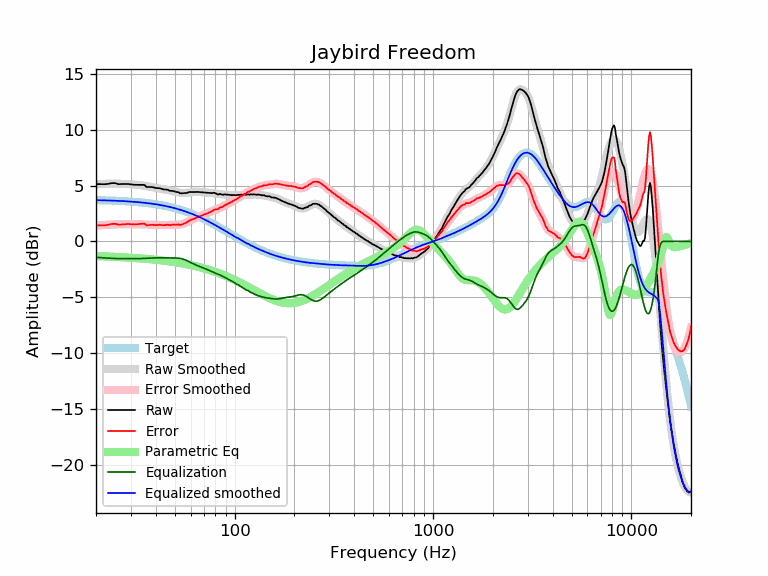 Jaybird Freedom
15
10
5
0
−5
−10
−15
−20
Amplitude (dBr)
Target
Raw Smoothed
Error Smoothed
Raw
Error
Parametric Eq
Equalization
Equalized smoothed
100
1000
10000
Frequency (Hz)